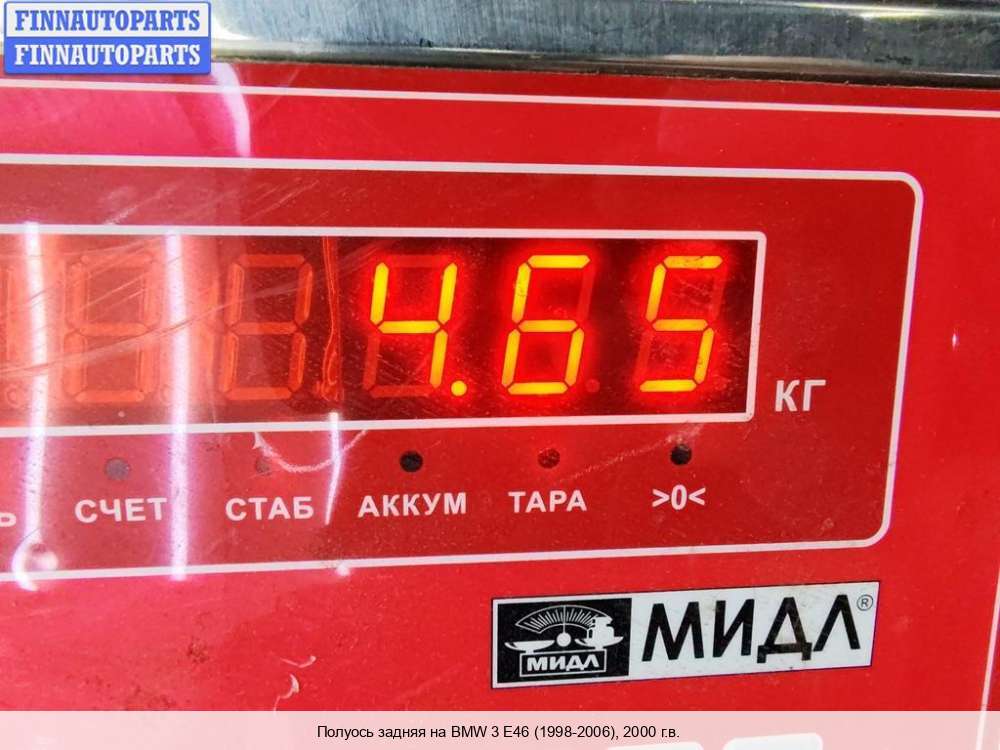 FINNAUTOPARTS
FINNAUTOPARTS
4.65
КГ
Ь СЧЕТ СТАБ АККУМ ТАРА >0<
МИДЛ МИДЛ®
Полуось задняя на BMW 3 E46 (1998-2006), 2000 г.в.